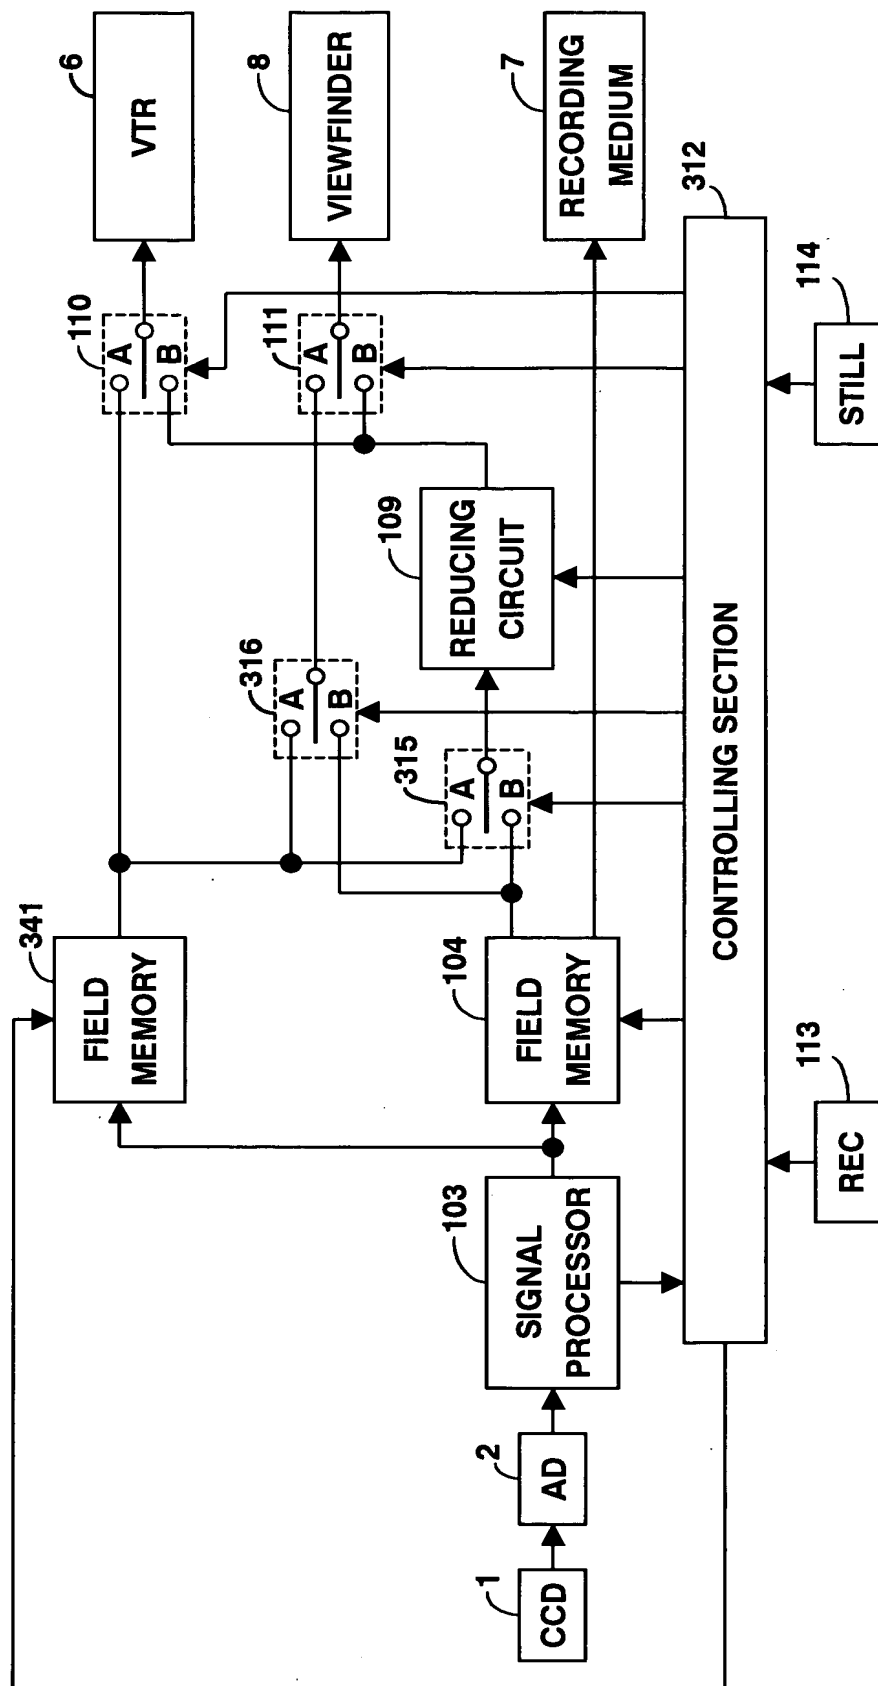 6
VTR
8
VIEWFINDER
7
RECORDING
MEDIUM
110
A
B
111
A
B
312
114
STILL
109
REDUCING
CIRCUIT
316
A
B
315
A
B
CONTROLLING SECTION
341
FIELD
MEMORY
104
FIELD
MEMORY
113
REC
103
SIGNAL
PROCESSOR
2
AD
1
CCD